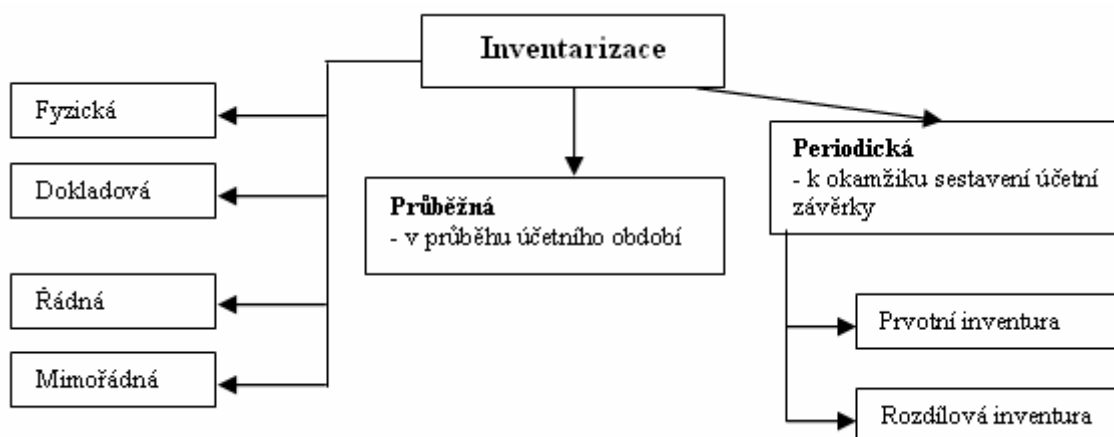 Inventarizace
Fyzická
Dokladová
Řádná
Mimořádná
Průběžná
- v průběhu účetního období
Periodická
- k okamžiku sestavení účetní
závěrky
Prvotní inventura
Rozdílová inventura